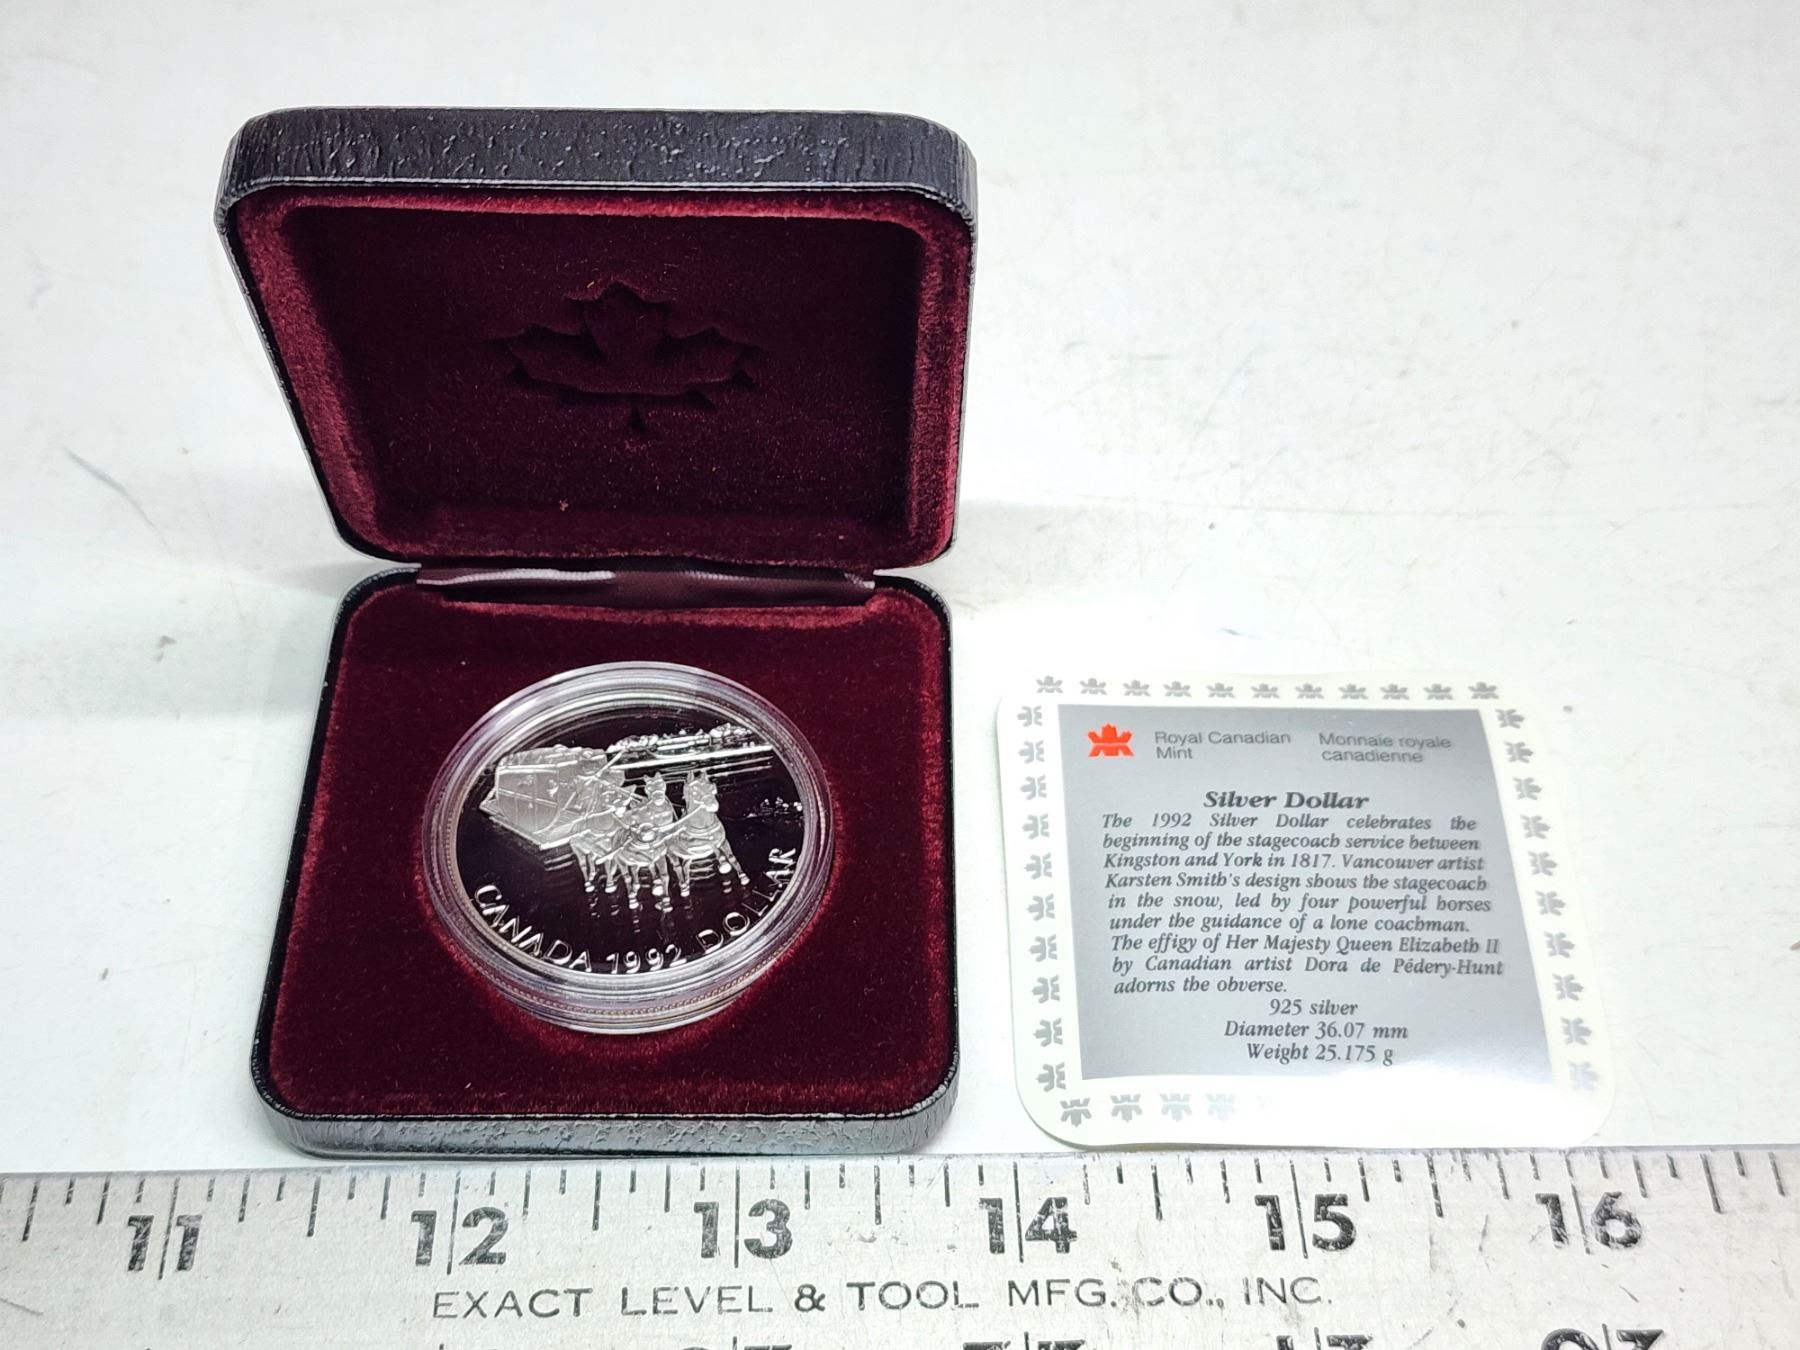 CANADA 1992 DOLLAR
Royal Canadian Mint
Monnaie royale canadienne
Silver Dollar
The 1992 Silver Dollar celebrates the
beginning of the stagecoach service between
Kingston and York in 1817. Vancouver artist
Karsten Smith's design shows the stagecoach
in the snow, led by four powerful horses
under the guidance of a lone coachman.
The effigy of Her Majesty Queen Elizabeth II
by Canadian artist Dora de Pédery-Hunt
adorns the obverse.
925 silver
Diameter 36.07 mm
Weight 25.175 g
11 12 13 14 15 16
EXACT LEVEL & TOOL MFG. CO., INC.